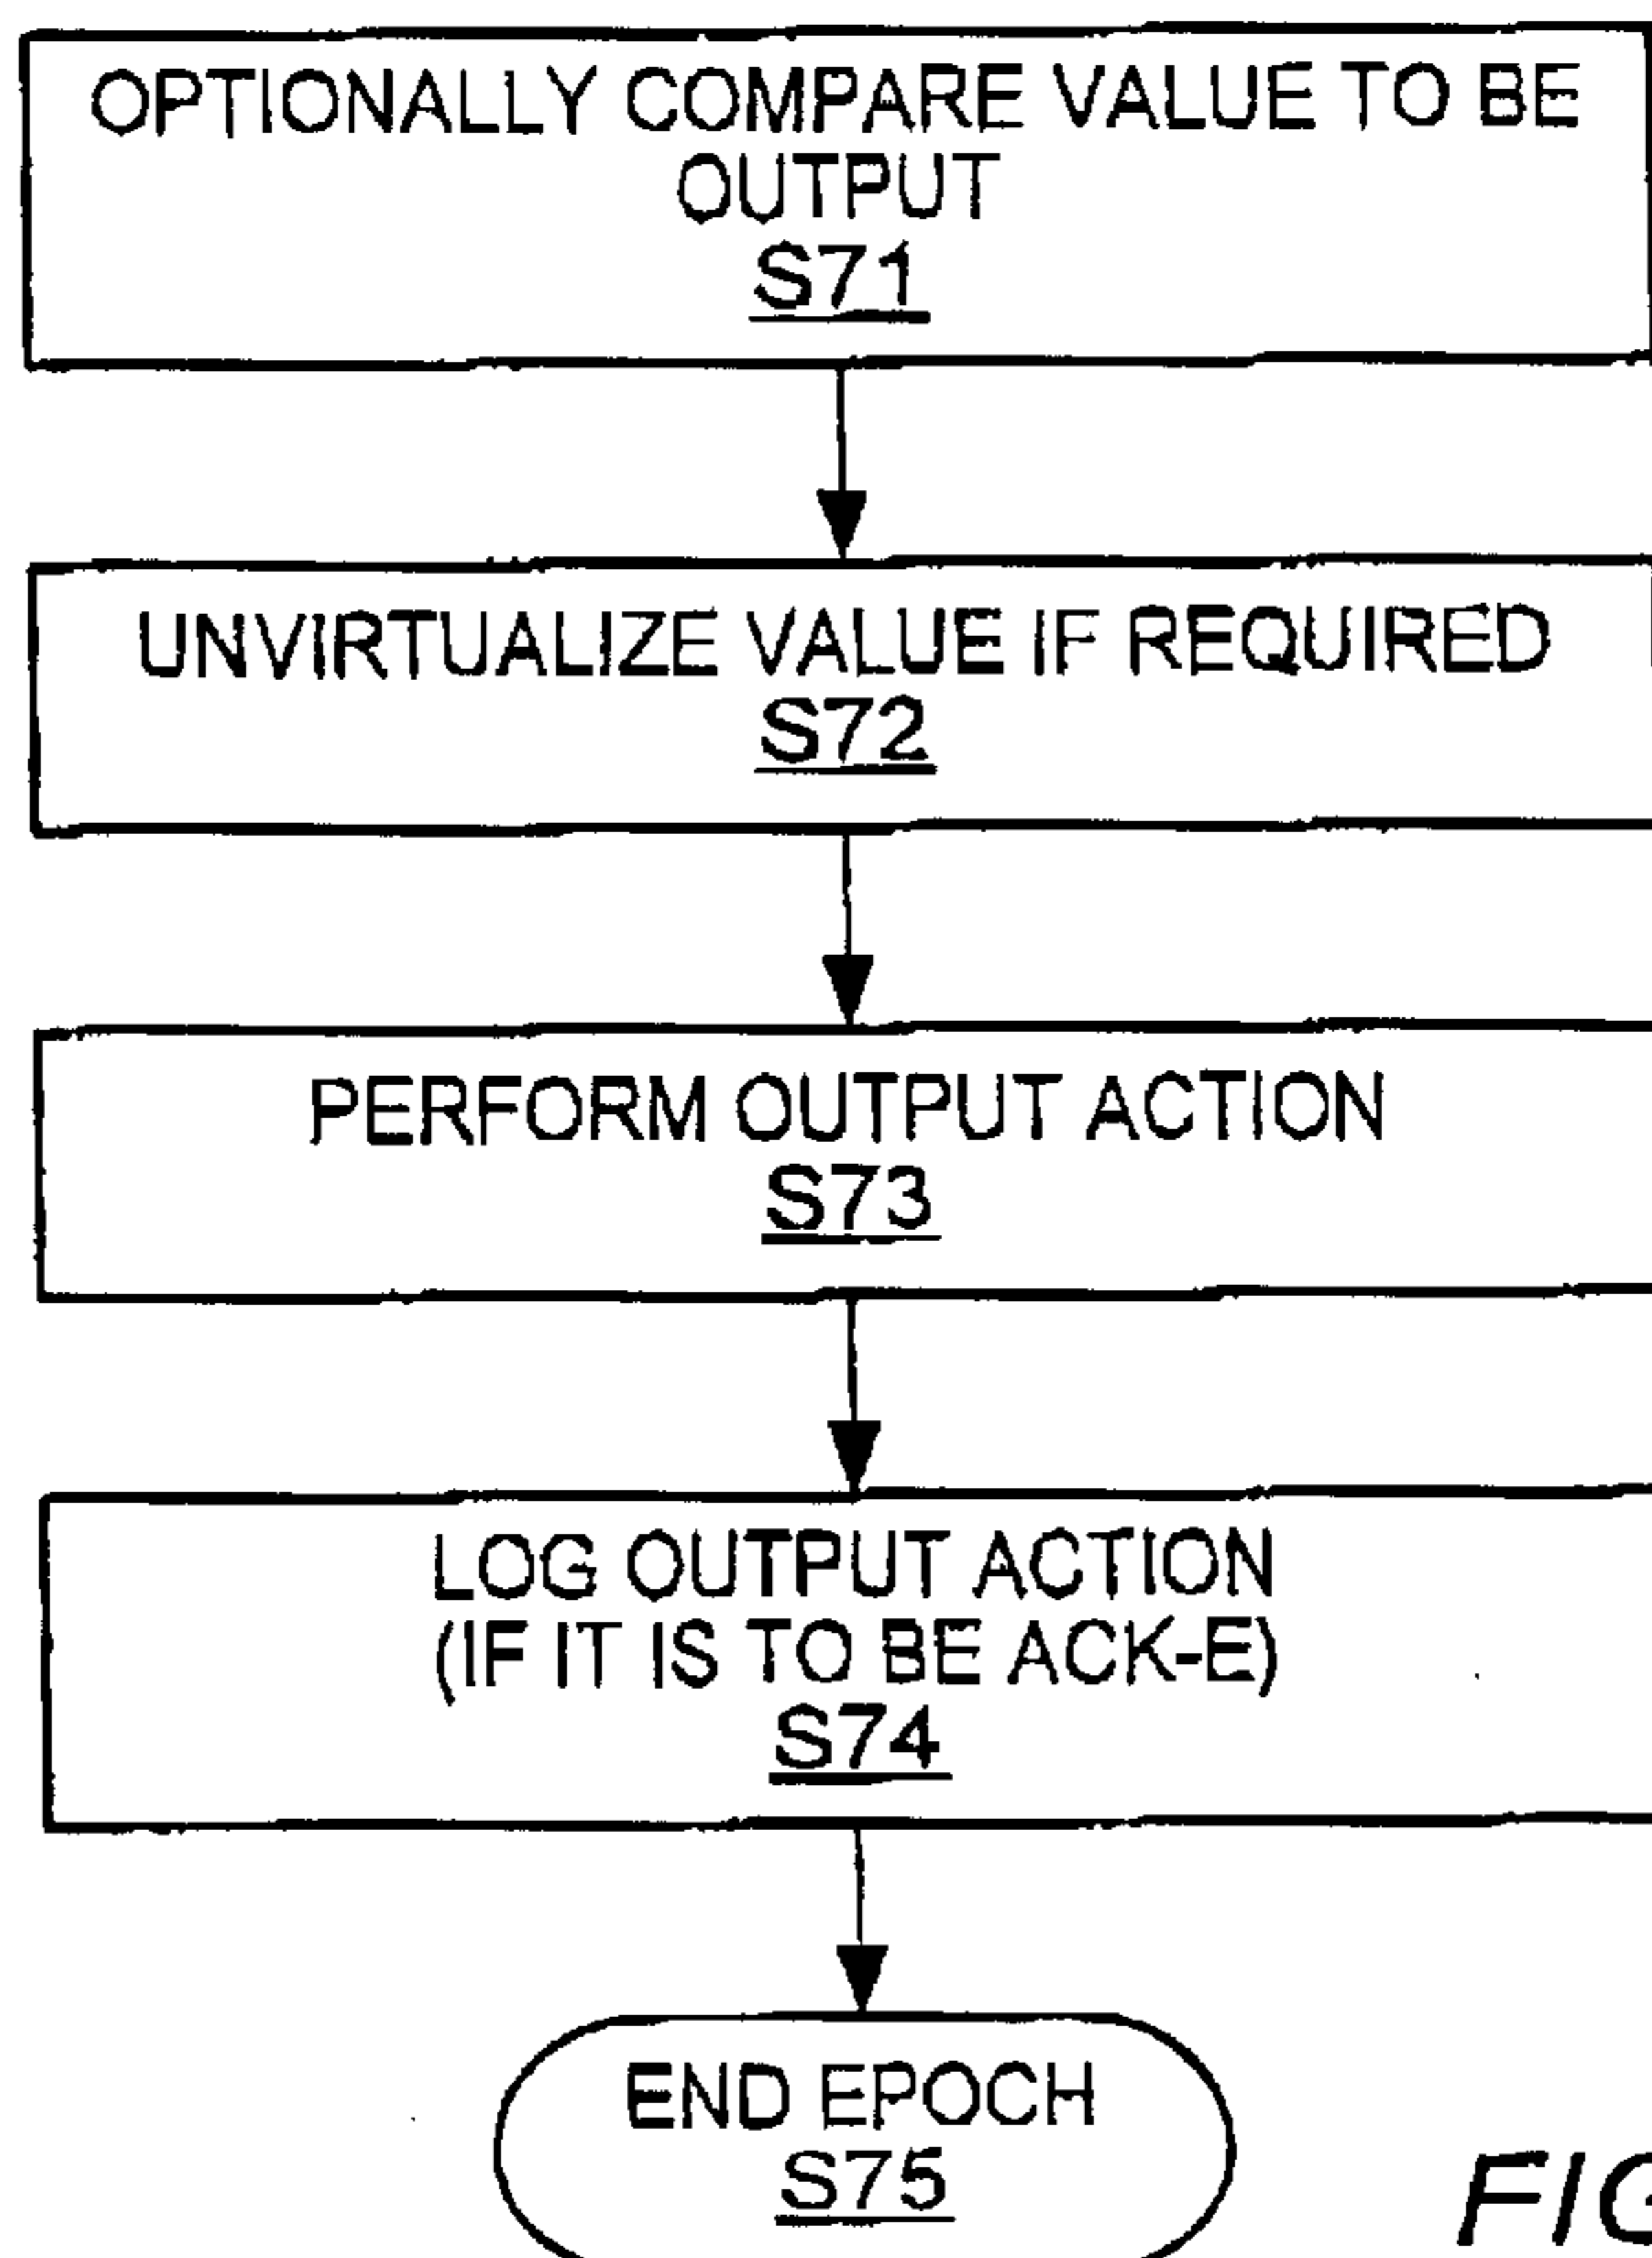 OPTIONALLY COMPARE VALUE TO BE
OUTPUT
S71
UNVIRTUALIZE VALUE IF REQUIRED
S72
PERFORM OUTPUT ACTION
S73
LOG OUTPUT ACTION
(IF IT IS TO BE ACK-E)
S74
END EPOCH
S75